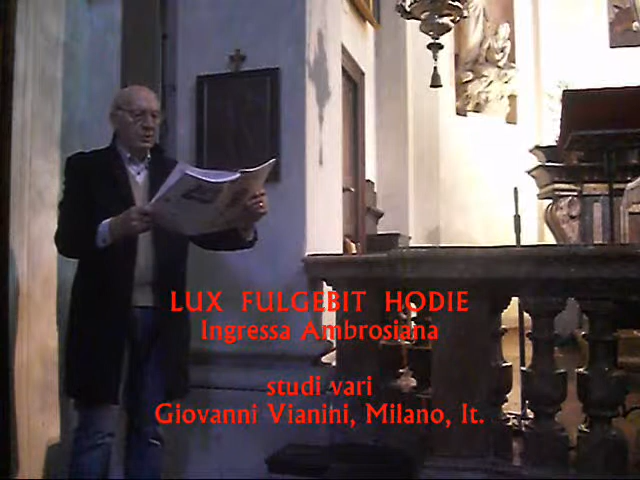 LUX FULGEBIT HODIE
Ingressa Ambrosiana
studi vari
Giovanni Vianini, Milano, It.